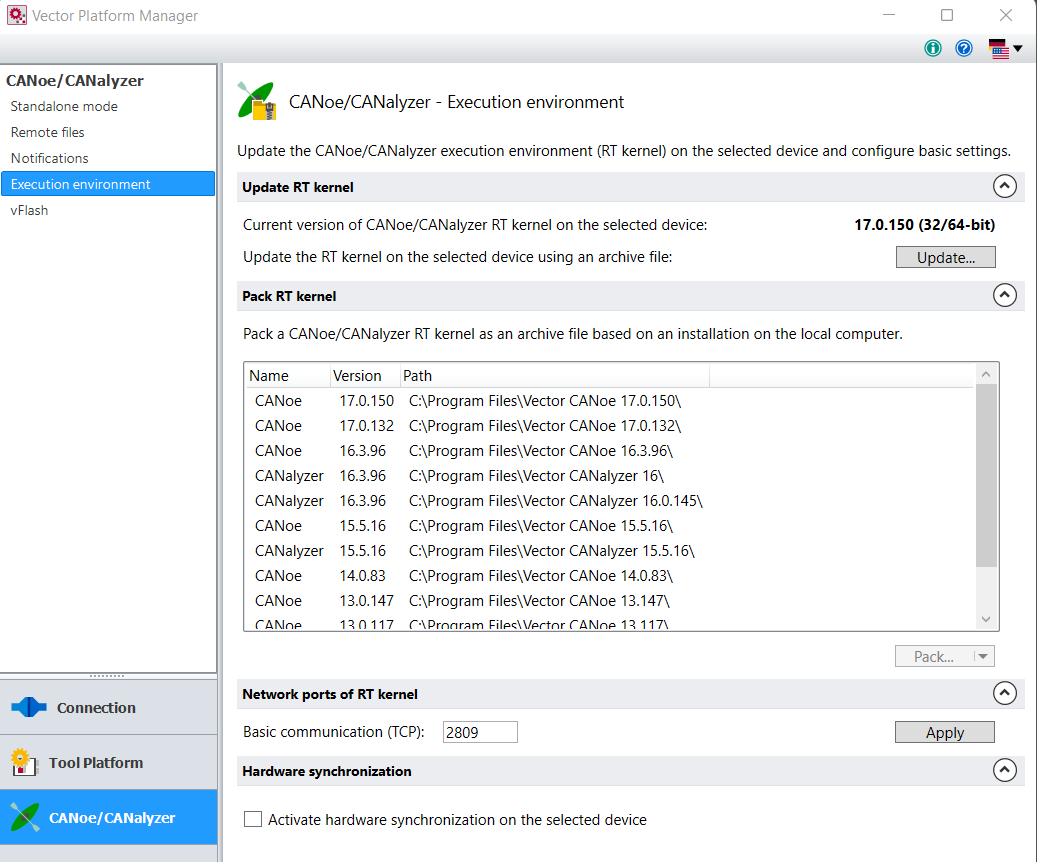 Vector Platform Manager
CANoe/CANalyzer
Standalone mode
Remote files
Notifications
Execution environment
vFlash
Connection
Tool Platform
CANoe/CANalyzer
CANoe/CANalyzer - Execution environment
Update the CANoe/CANalyzer execution environment (RT kernel) on the selected device and configure basic settings.
Update RT kernel
Current version of CANoe/CANalyzer RT kernel on the selected device: 17.0.150 (32/64-bit)
Update the RT kernel on the selected device using an archive file: Update...
Pack RT kernel
Pack a CANoe/CANalyzer RT kernel as an archive file based on an installation on the local computer.
Name Version Path
CANoe 17.0.150 C:\Program Files\Vector CANoe 17.0.150\
CANoe 17.0.132 C:\Program Files\Vector CANoe 17.0.132\
CANoe 16.3.96 C:\Program Files\Vector CANoe 16.3.96\
CANalyzer 16.3.96 C:\Program Files\Vector CANalyzer 16\
CANalyzer 16.3.96 C:\Program Files\Vector CANalyzer 16.0.145\
CANoe 15.5.16 C:\Program Files\Vector CANoe 15.5.16\
CANalyzer 15.5.16 C:\Program Files\Vector CANalyzer 15.5.16\
CANoe 14.0.83 C:\Program Files\Vector CANoe 14.0.83\
CANoe 13.0.147 C:\Program Files\Vector CANoe 13.147\
CANoe 13.0.117 C:\Program Files\Vector CANoe 13.117\
Pack...
Network ports of RT kernel
Basic communication (TCP): 2809 Apply
Hardware synchronization
Activate hardware synchronization on the selected device